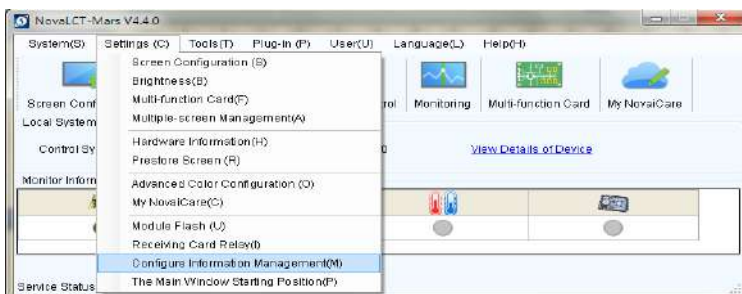 NovaLCT-Mars V4.4.0
System(S) Settings (C) Tools(T) Plug-in (P) User(U) Language(L) Help(H)
Screen Configuration (S)
Brightness(B)
Multi-function Card(F)
Multiple-screen Management(A)
Hardware Information(H)
Prestore Screen (R)
Advanced Color Configuration (O)
My NovaiCare(C)
Module Flash (U)
Receiving Card Relay(I)
Configure Information Management(M)
The Main Window Starting Position(P)
Screen Conf rol Monitoring Multi-function Card My NovaiCare
Local System
Control Sy 0 View Details of Device
Monitor Inform
Service Status